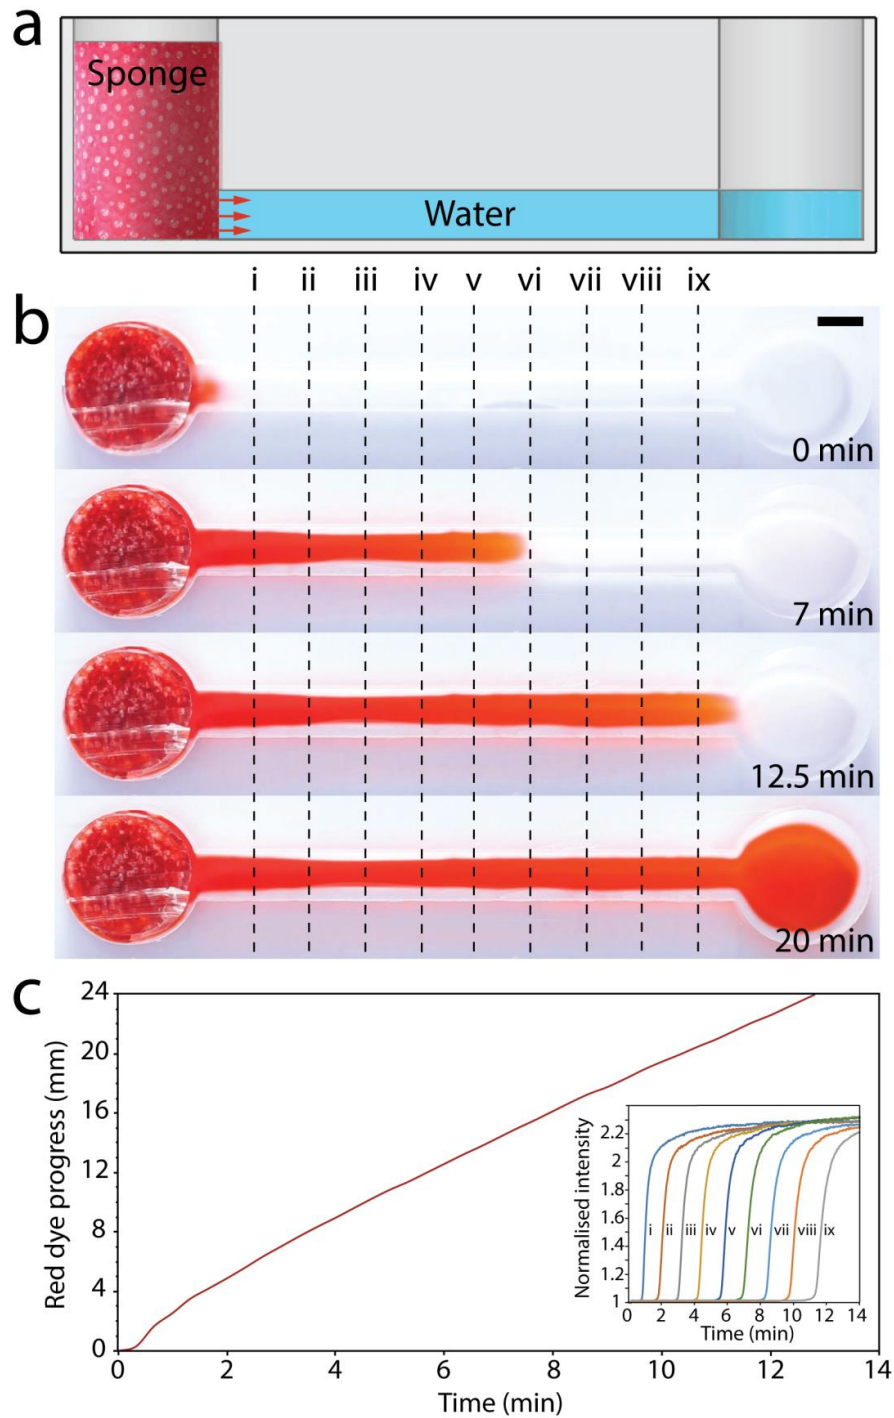 a
Sponge
Water
i ii iii iv v vi vii viii ix
b
0 min
7 min
12.5 min
20 min
c
24
20
16
12
8
4
0
Red dye progress (mm)
0 2 4 6 8 10 12 14
Time (min)
2.2
2
1.8
1.6
1.4
1.2
1
Normalised intensity
i ii iii iv v vi vii viii ix
0 2 4 6 8 10 12 14
Time (min)